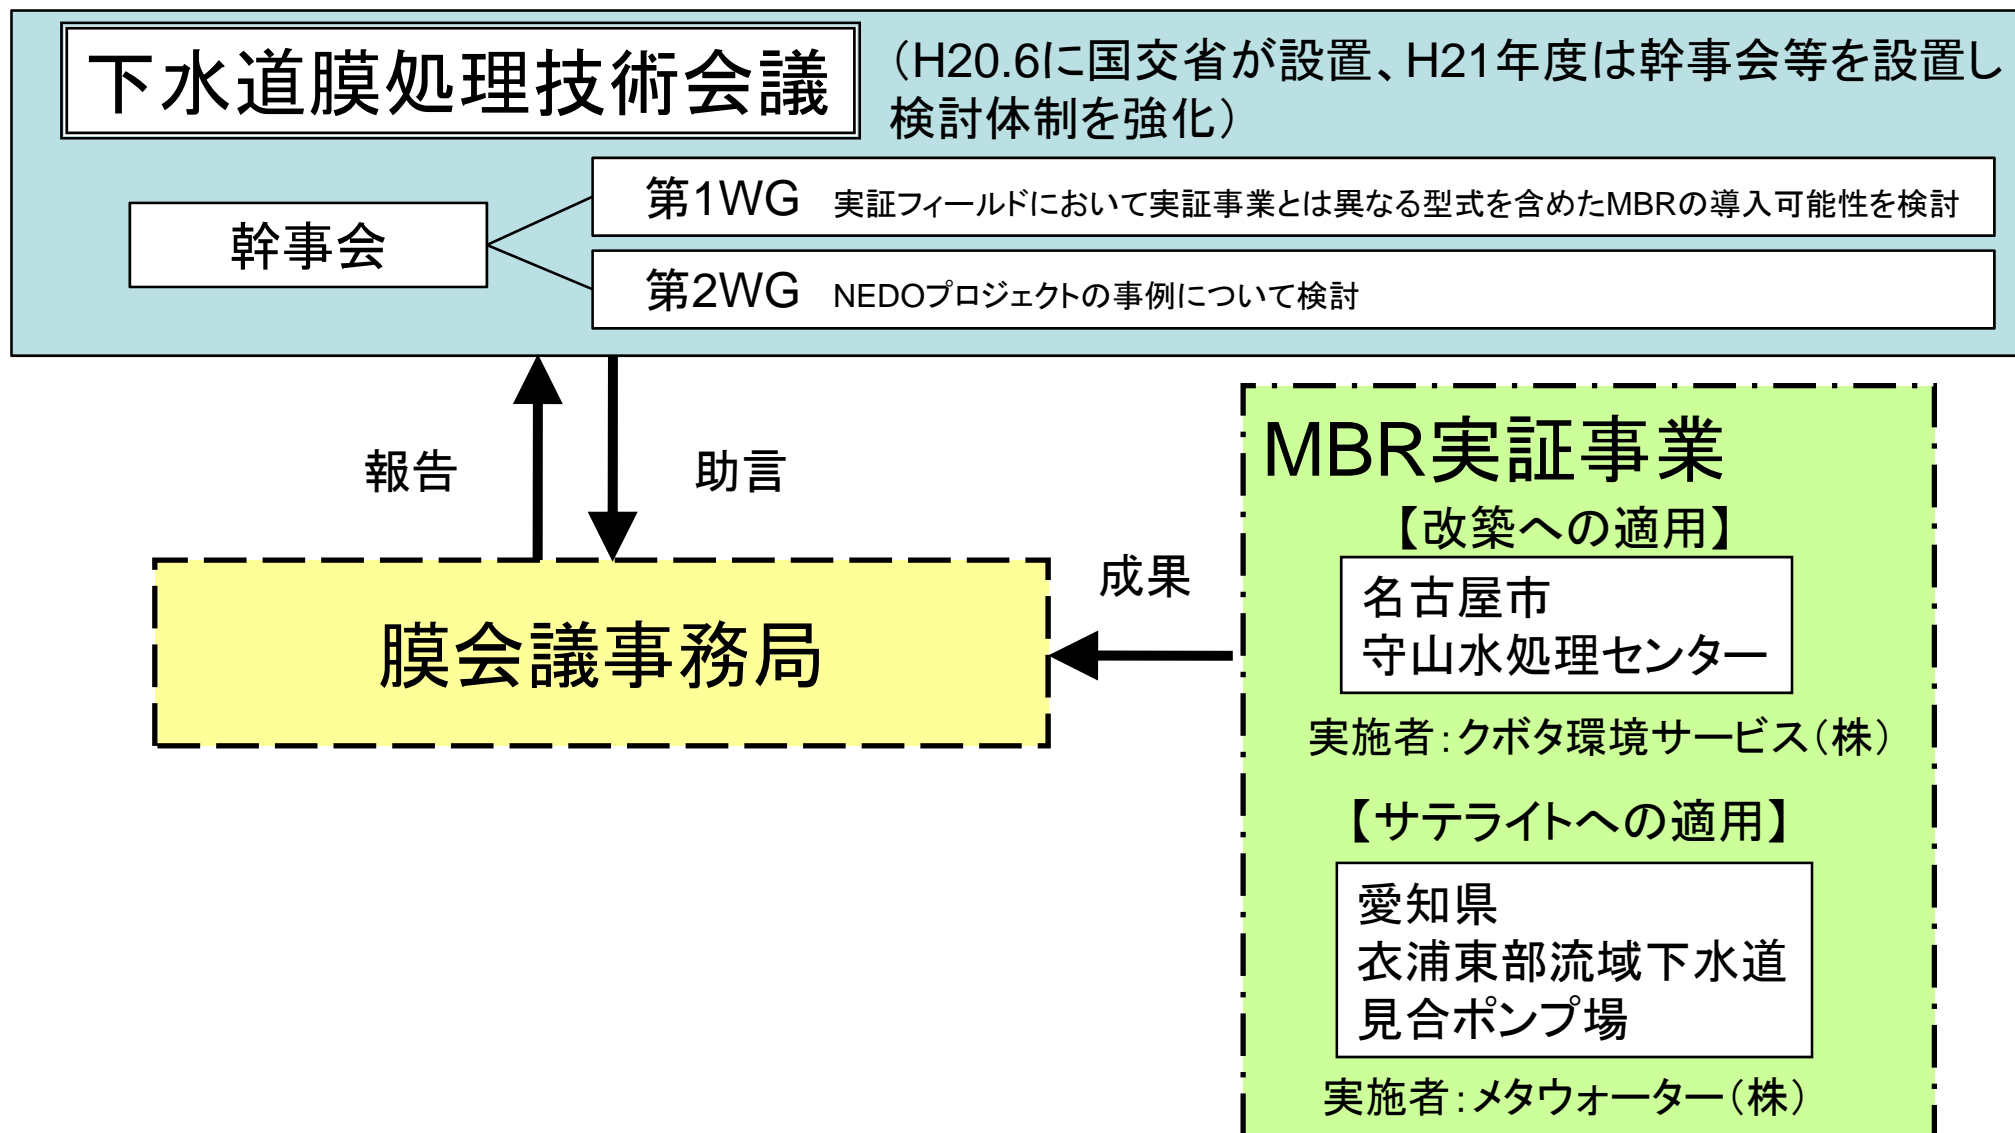 下水道膜処理技術会議
（H20.6に国交省が設置、H21年度は幹事会等を設置し
検討体制を強化）
幹事会
第1WG 実証フィールドにおいて実証事業とは異なる型式を含めたMBRの導入可能性を検討
第2WG NEDOプロジェクトの事例について検討
報告
助言
膜会議事務局
成果
MBR実証事業
【改築への適用】
名古屋市
守山水処理センター
実施者：クボタ環境サービス（株）
【サテライトへの適用】
愛知県
衣浦東部流域下水道
見合ポンプ場
実施者：メタウォーター（株）